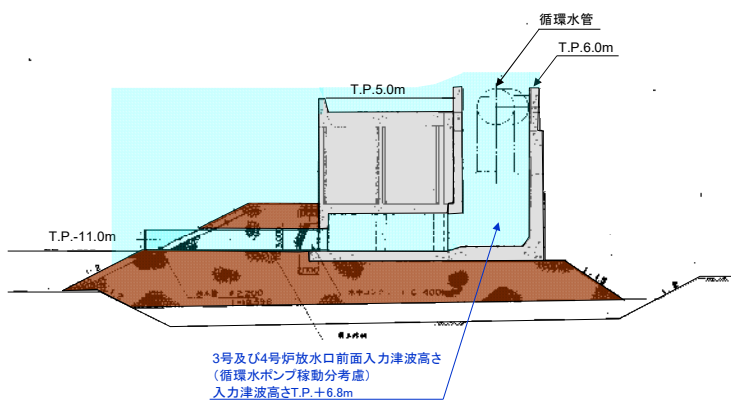 循環水管
T.P.6.0m
T.P.5.0m
T.P.-11.0m
3号及び4号炉放水口前面入力津波高さ
(循環水ポンプ稼動分考慮)
入力津波高さT.P.+6.8m